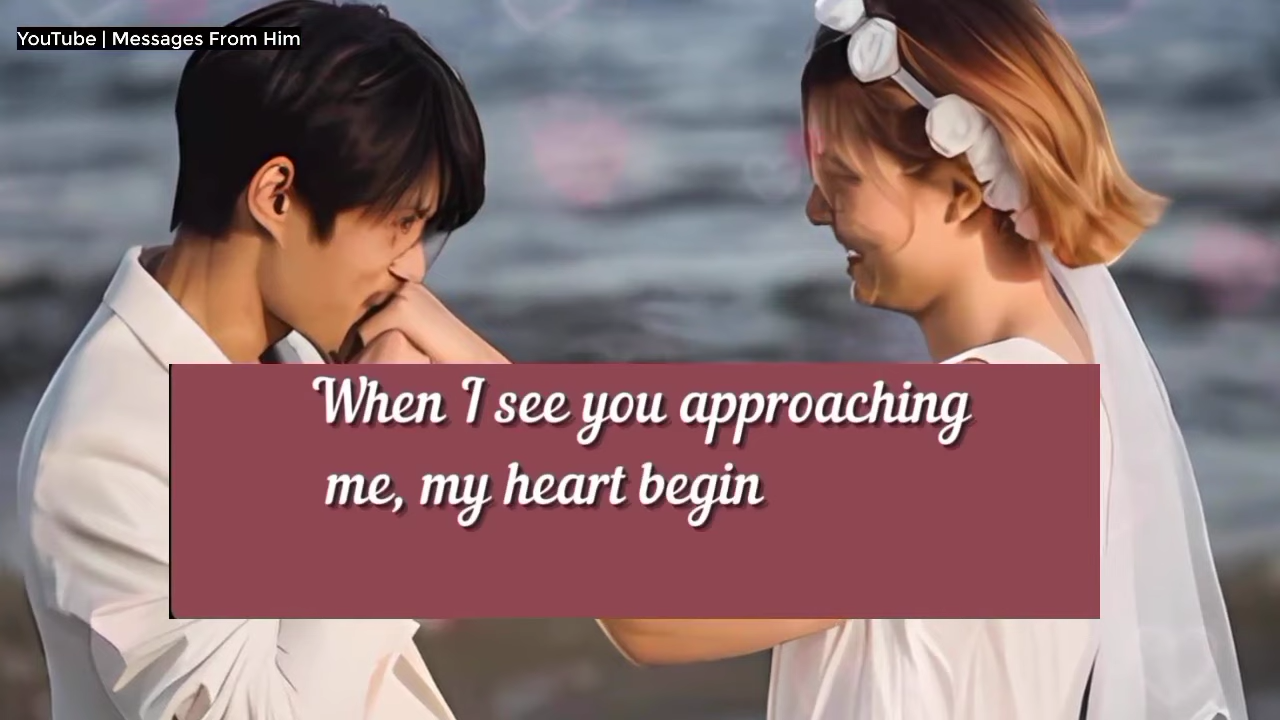 YouTube | Messages From Him
When I see you approaching
me, my heart begin